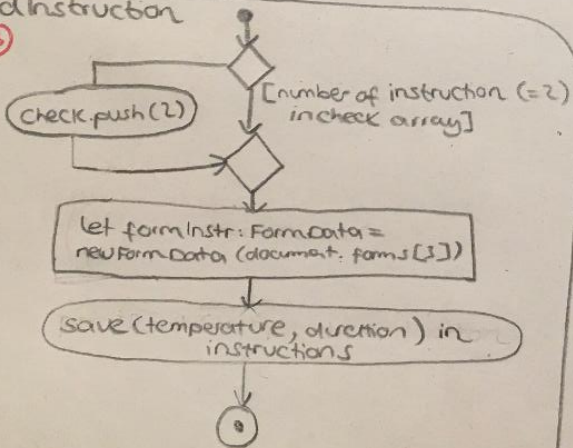 dInstruction
[number of instruction (=2)
in check array]
check.push(2)
let formInstr: FormData =
new FormData (document.forms[3])
save (temperature, duration) in
instructions